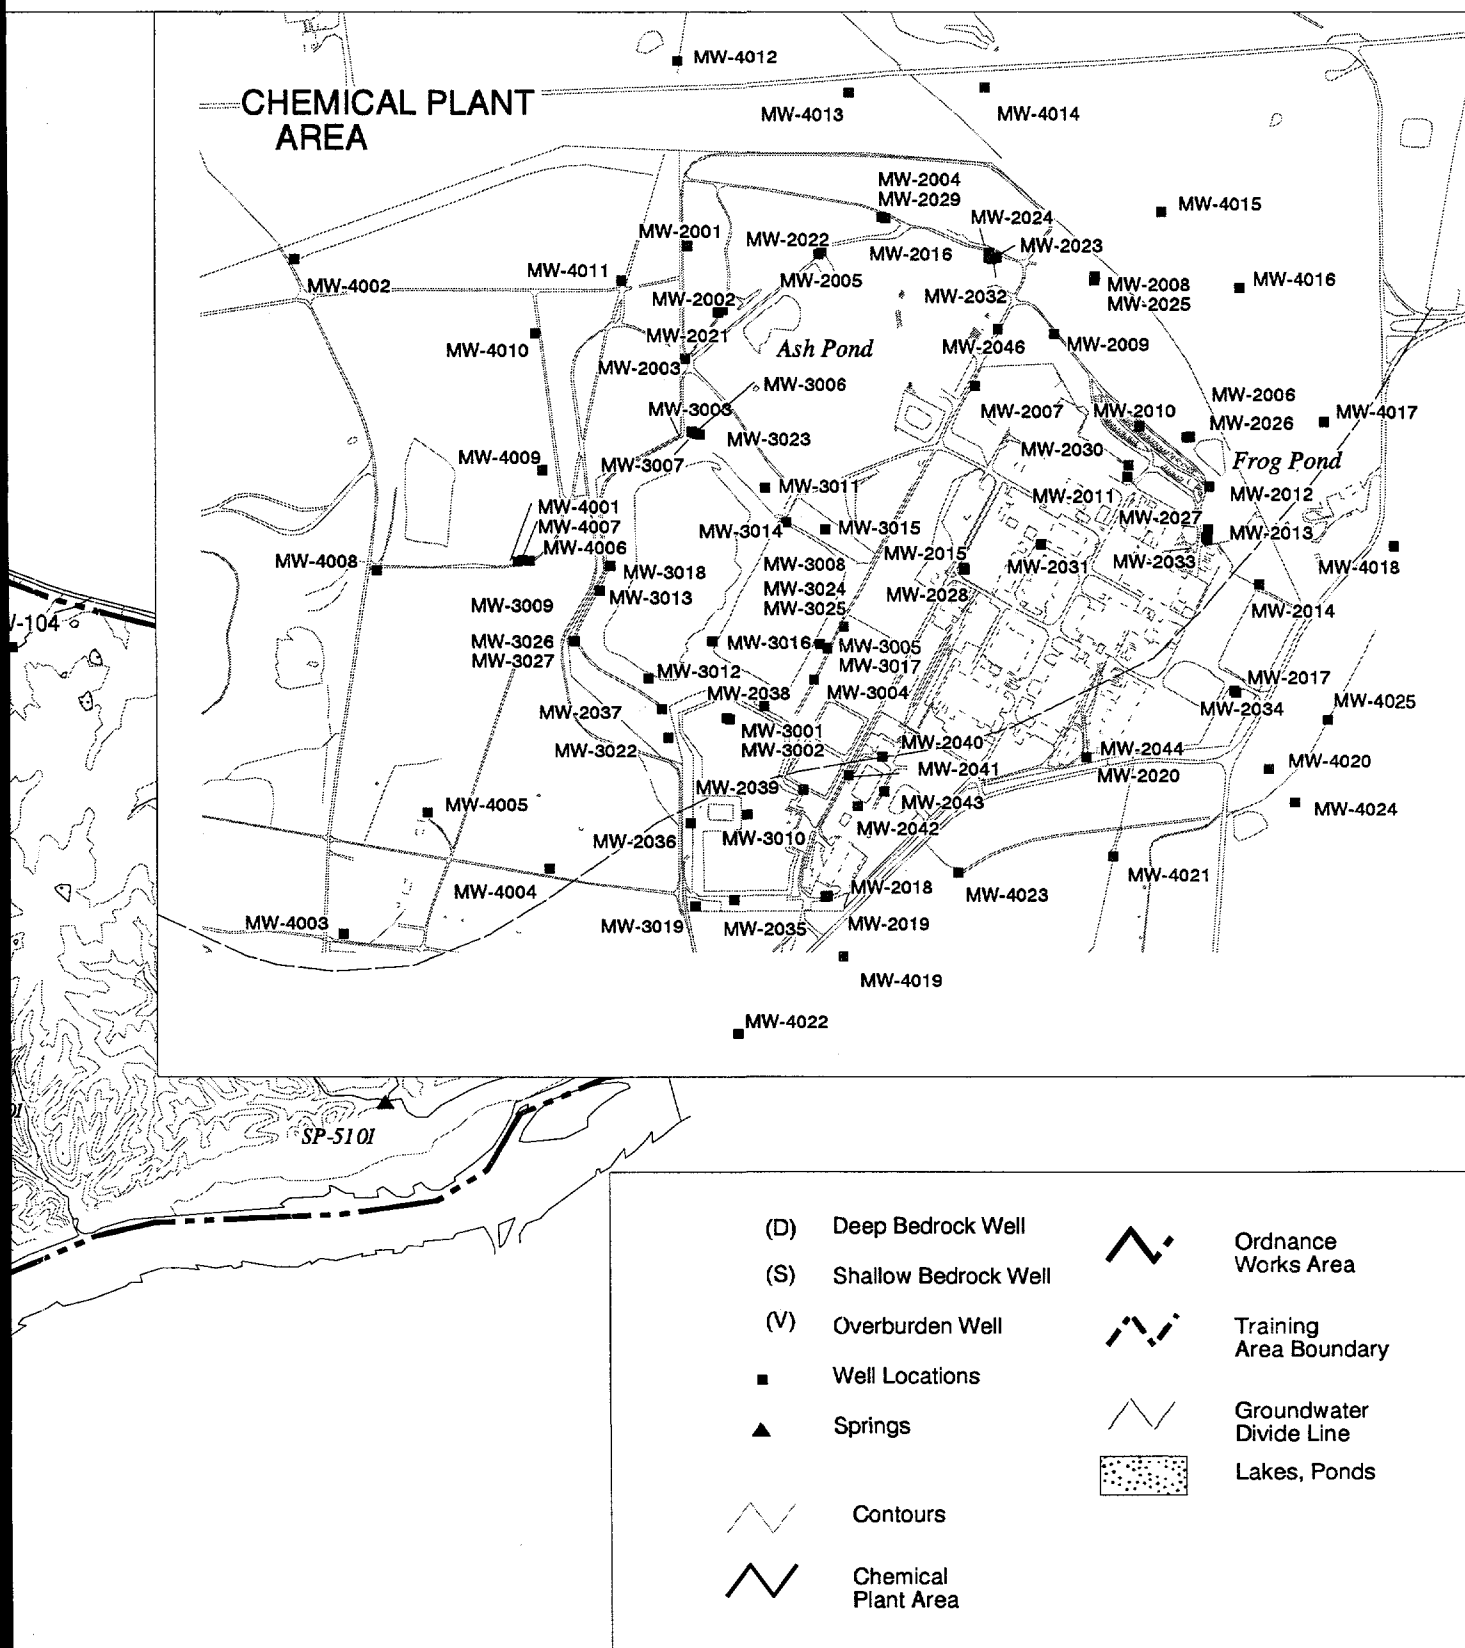 MW-4012
CHEMICAL PLANT
AREA
MW-4013
MW-4014
MW-2004
MW-2029
MW-4015
MW-2024
MW-2001
MW-2022
MW-2016
MW-2023
MW-4011
MW-2005
MW-4002
MW-2008
MW-2025
MW-4016
MW-2002
MW-2032
MW-2021
MW-4010
Ash Pond
MW-2046
MW-2009
MW-2003
MW-3006
MW-2006
MW-3003
MW-2007
MW-2010
MW-2026
MW-4017
MW-3023
MW-2030
MW-4009
MW-3007
Frog Pond
MW-3011
MW-2011
MW-2012
MW-4001
MW-4007
MW-4006
MW-3014
MW-3015
MW-2027
MW-2013
MW-4008
MW-3018
MW-3008
MW-2015
MW-2031
MW-2033
MW-4018
MW-3013
MW-3024
MW-3025
MW-2028
MW-2014
MW-3009
MW-3026
MW-3027
-104
MW-3016
MW-3005
MW-3017
MW-3012
MW-2038
MW-3004
MW-2017
MW-2034
MW-4025
MW-2037
MW-3001
MW-3002
MW-3022
MW-2040
MW-2044
MW-2041
MW-2020
MW-4020
MW-2039
MW-4005
MW-2043
MW-4024
MW-2042
MW-2036
MW-3010
MW-4004
MW-2018
MW-4023
MW-4021
MW-4003
MW-3019
MW-2035
MW-2019
MW-4019
MW-4022
SP-5101
(D) Deep Bedrock Well
(S) Shallow Bedrock Well
(V) Overburden Well
Well Locations
Springs
Contours
Chemical
Plant Area
Ordnance
Works Area
Training
Area Boundary
Groundwater
Divide Line
Lakes, Ponds